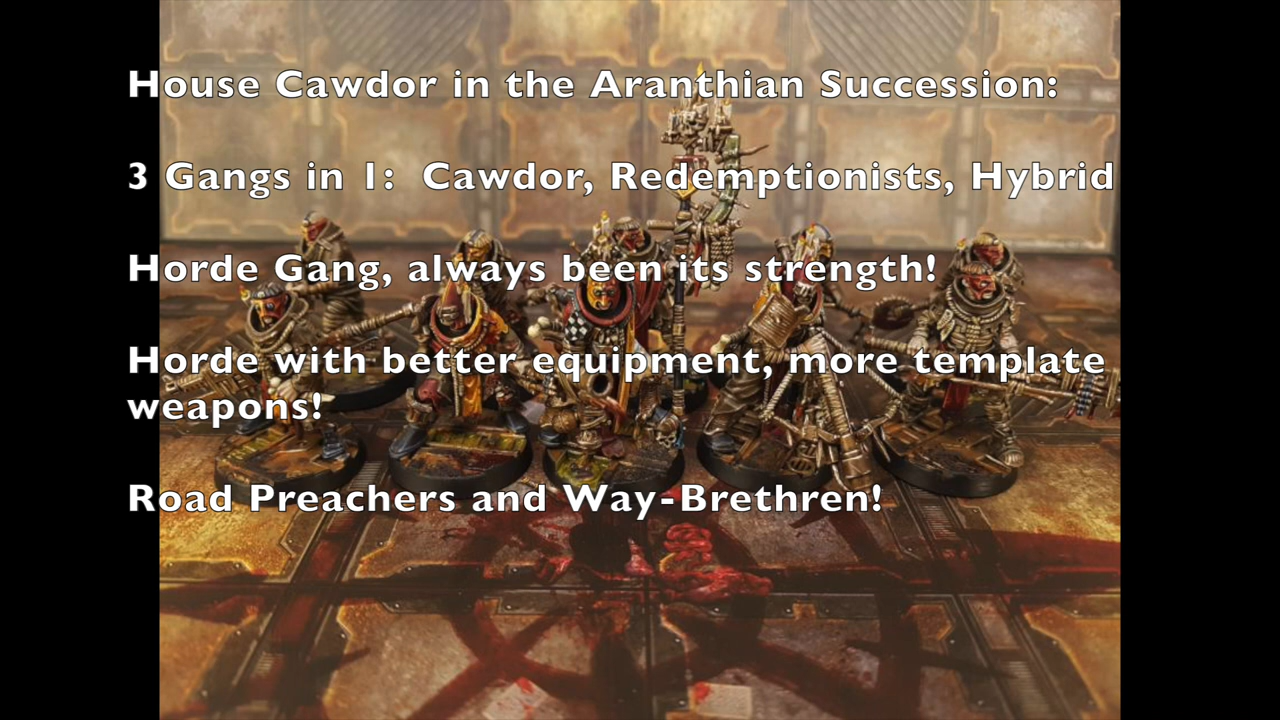 House Cawdor in the Aranthian Succession:
3 Gangs in 1:  Cawdor, Redemptionists, Hybrid
Horde Gang, always been its strength!
Horde with better equipment, more template
weapons!
Road Preachers and Way-Brethren!